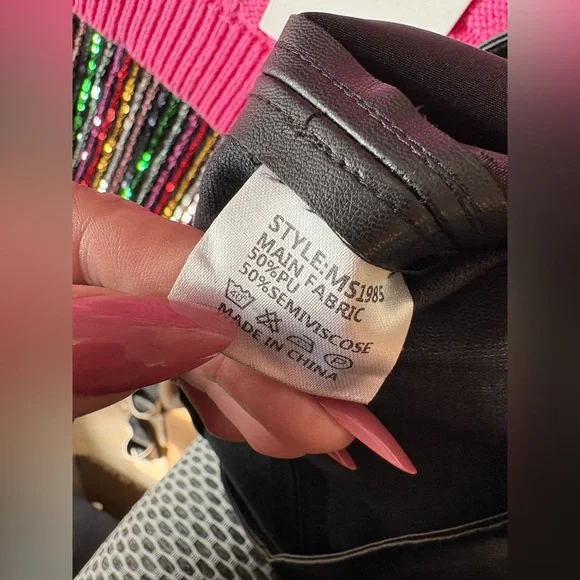 STYLE:MS1985
MAIN FABRIC
50%PU
50%SEMIVISCOSE
MADE IN CHINA